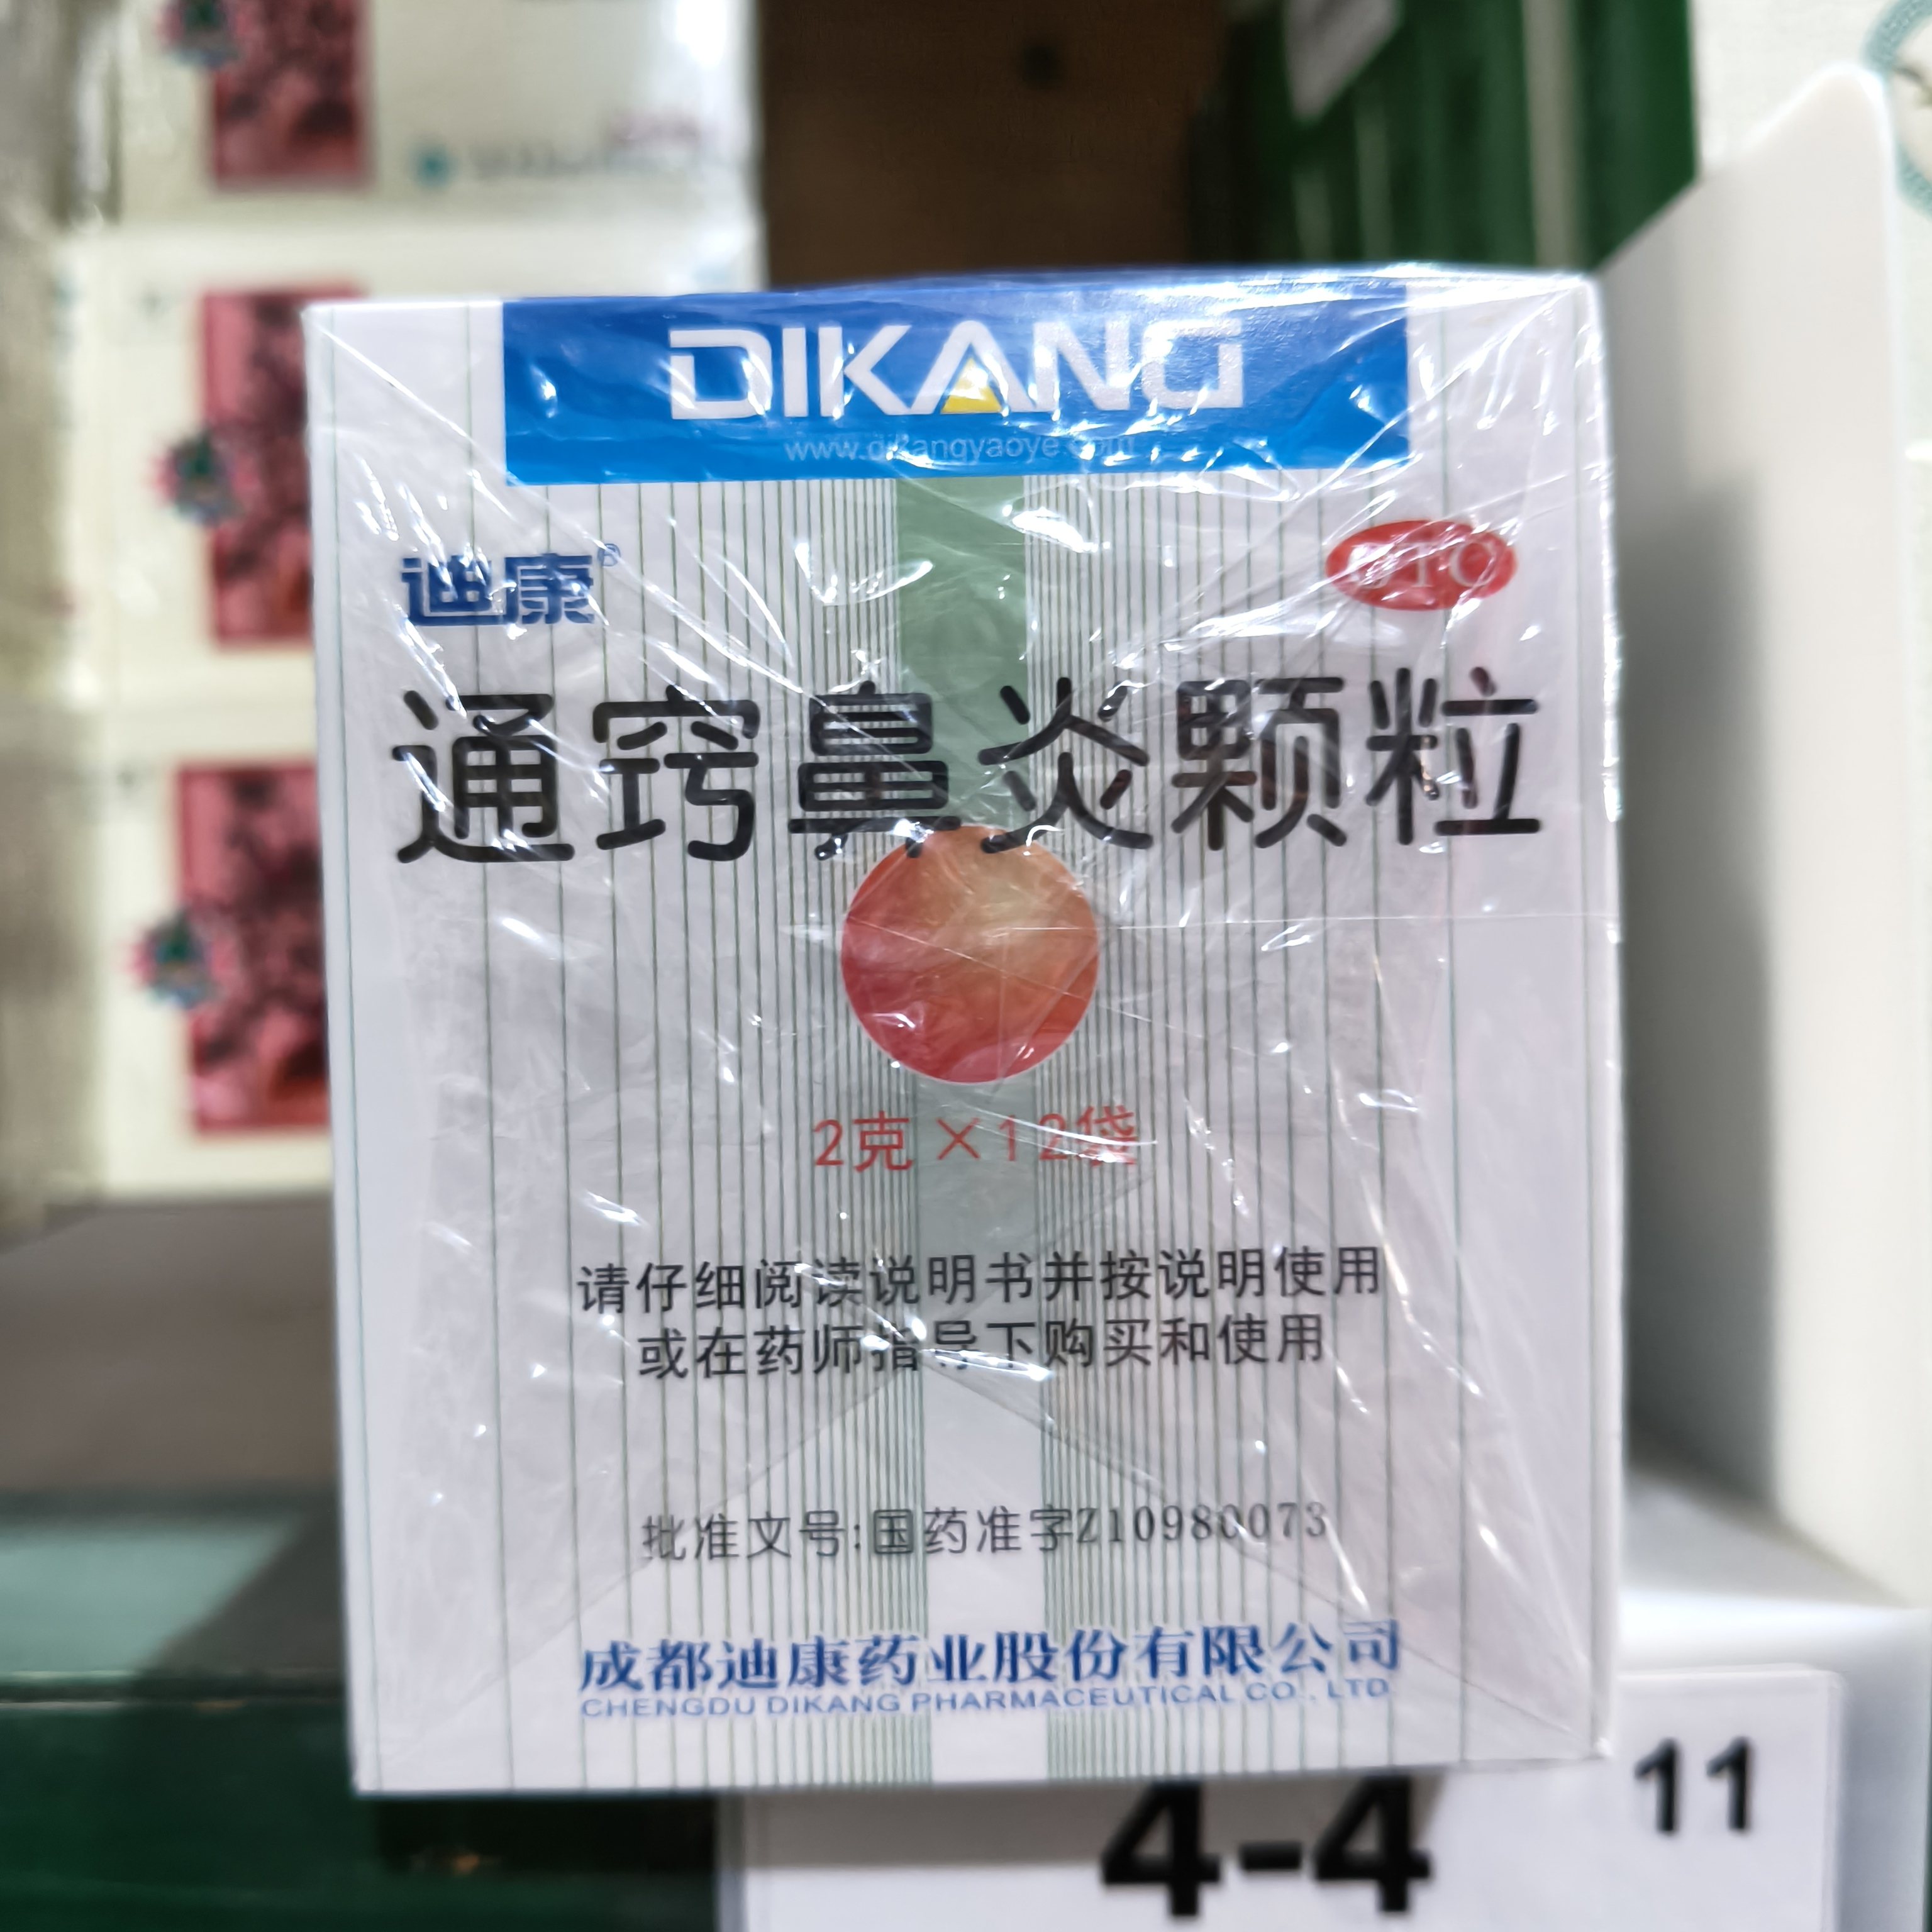 DIKANG
www.dikangyaoye.com
迪康®
OTC
通窍鼻炎颗粒
2克×12袋
请仔细阅读说明书并按说明使用
或在药师指导下购买和使用
批准文号:国药准字Z10980073
成都迪康药业股份有限公司
CHENGDU DIKANG PHARMACEUTICAL CO., LTD
11
4-4